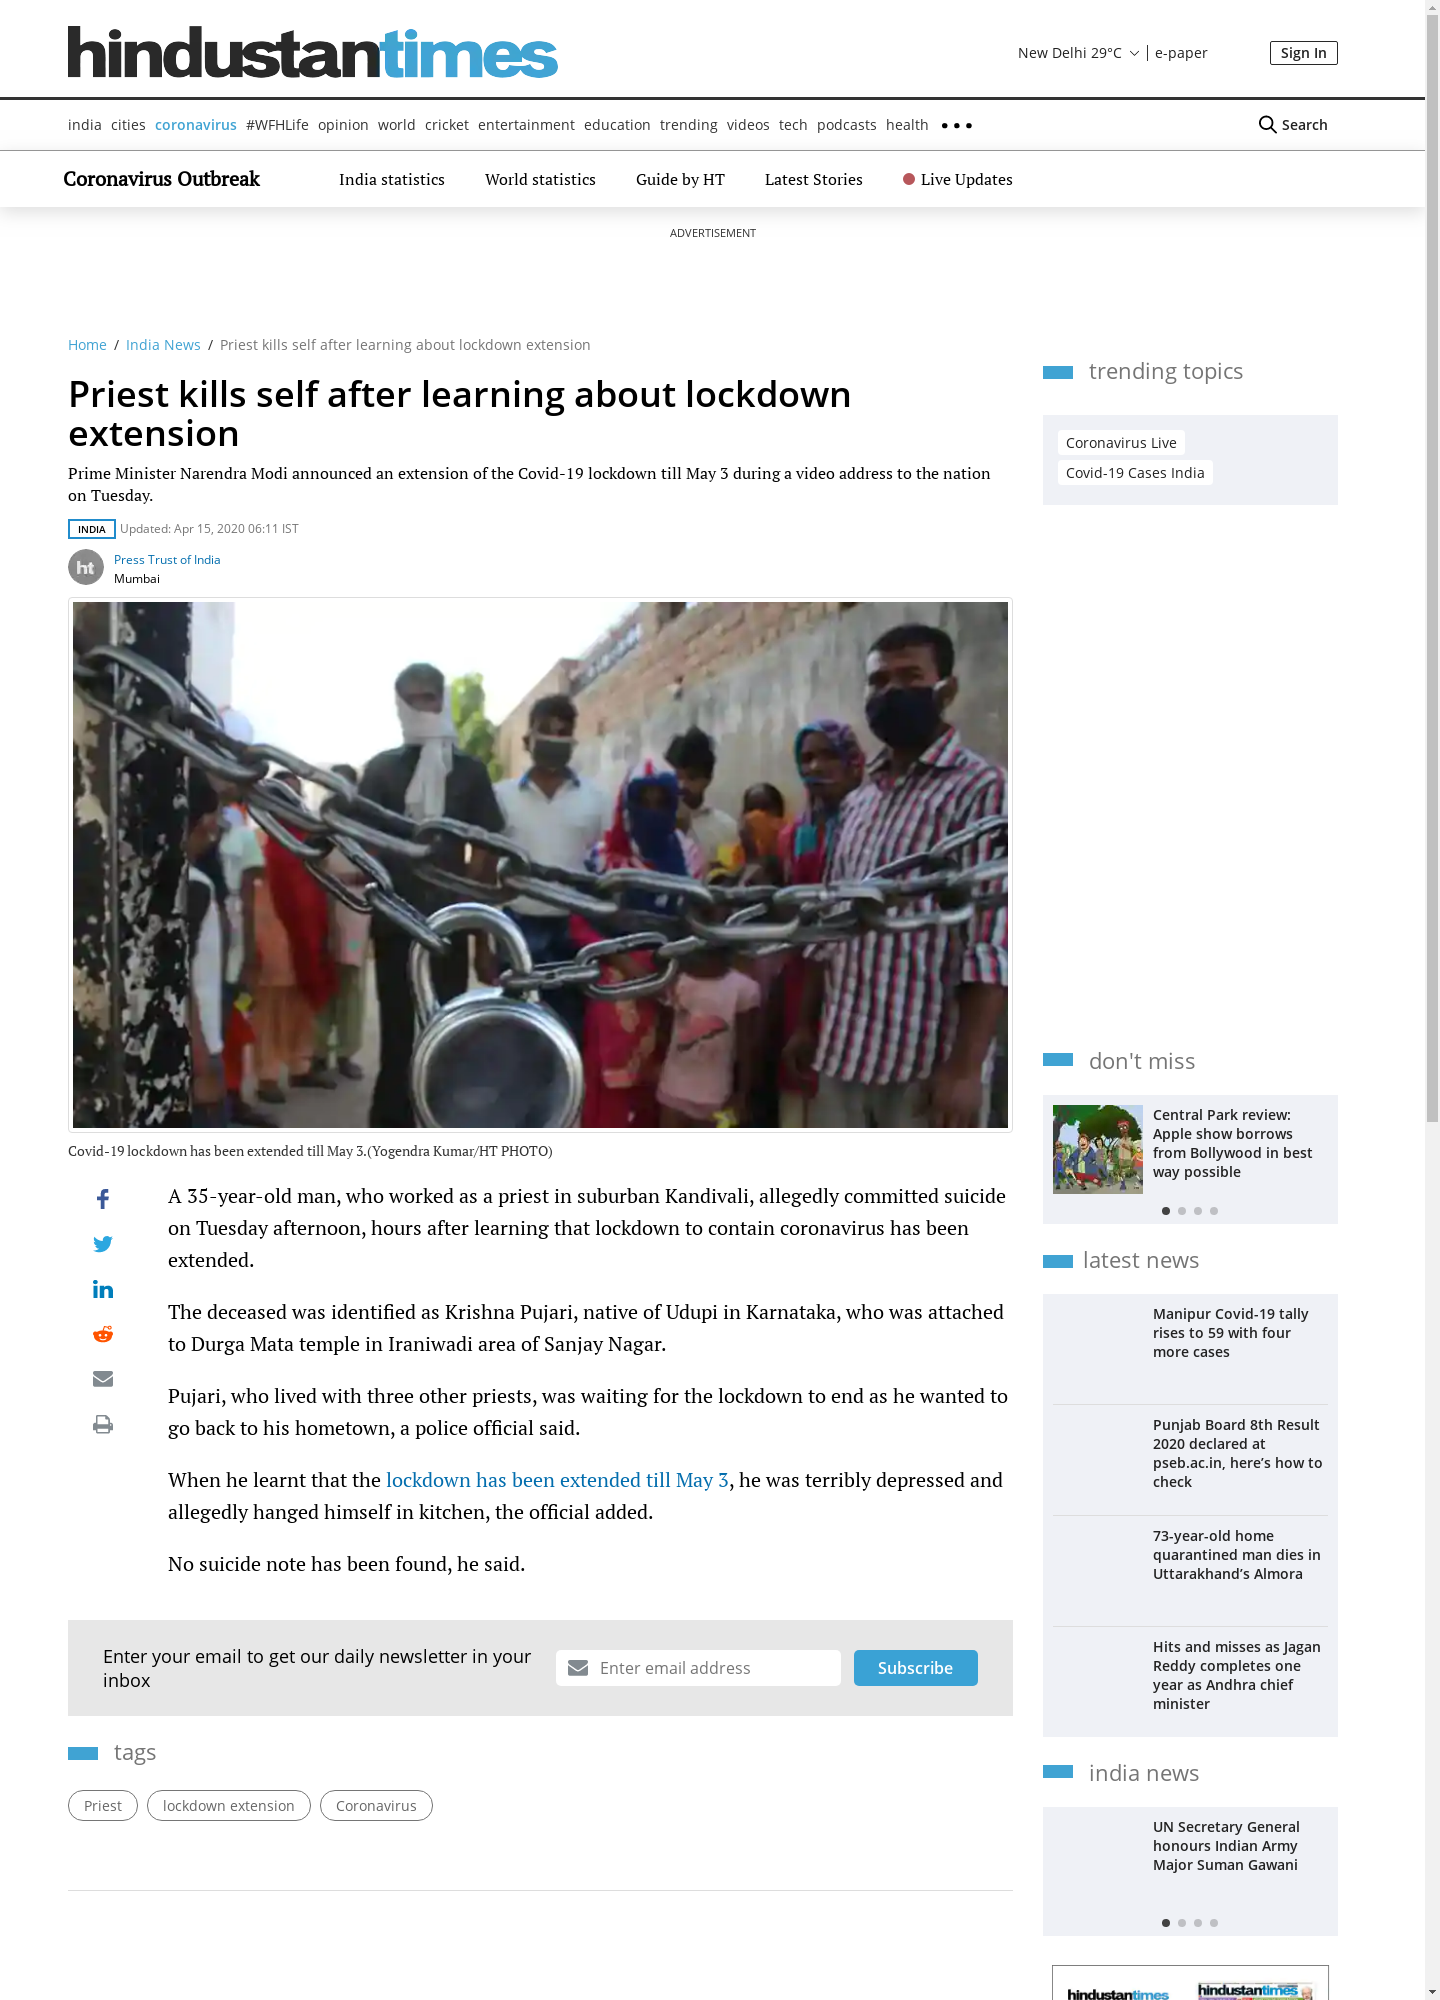 hindustantimes
New Delhi 29°C
e-paper
Sign In
india cities coronavirus #WFHLife opinion world cricket entertainment education trending videos tech podcasts health
Search
Coronavirus Outbreak
India statistics
World statistics
Guide by HT
Latest Stories
Live Updates
ADVERTISEMENT
Home / India News / Priest kills self after learning about lockdown extension
Priest kills self after learning about lockdown
extension
Prime Minister Narendra Modi announced an extension of the Covid-19 lockdown till May 3 during a video address to the nation
on Tuesday.
INDIA Updated: Apr 15, 2020 06:11 IST
ht
Press Trust of India
Mumbai
Covid-19 lockdown has been extended till May 3.(Yogendra Kumar/HT PHOTO)
A 35-year-old man, who worked as a priest in suburban Kandivali, allegedly committed suicide
on Tuesday afternoon, hours after learning that lockdown to contain coronavirus has been
extended.
The deceased was identified as Krishna Pujari, native of Udupi in Karnataka, who was attached
to Durga Mata temple in Iraniwadi area of Sanjay Nagar.
Pujari, who lived with three other priests, was waiting for the lockdown to end as he wanted to
go back to his hometown, a police official said.
When he learnt that the lockdown has been extended till May 3, he was terribly depressed and
allegedly hanged himself in kitchen, the official added.
No suicide note has been found, he said.
Enter your email to get our daily newsletter in your
inbox
Enter email address
Subscribe
tags
Priest
lockdown extension
Coronavirus
trending topics
Coronavirus Live
Covid-19 Cases India
don't miss
Central Park review:
Apple show borrows
from Bollywood in best
way possible
latest news
Manipur Covid-19 tally
rises to 59 with four
more cases
Punjab Board 8th Result
2020 declared at
pseb.ac.in, here’s how to
check
73-year-old home
quarantined man dies in
Uttarakhand’s Almora
Hits and misses as Jagan
Reddy completes one
year as Andhra chief
minister
india news
UN Secretary General
honours Indian Army
Major Suman Gawani
hindustantimes
hindustantimes